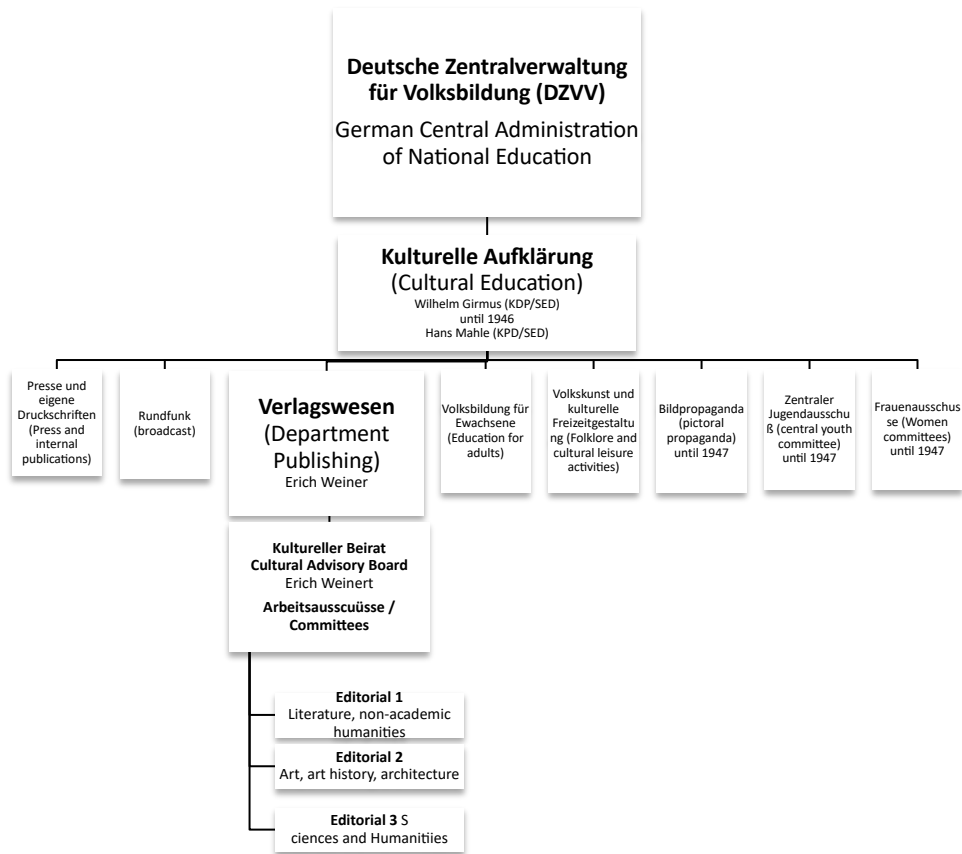 Deutsche Zentralverwaltung
für Volksbildung (DZVV)
German Central Administration
of National Education
Kulturelle Aufklärung
(Cultural Education)
Wilhelm Girmus (KDP/SED)
until 1946
Hans Mahle (KPD/SED)
Presse und
eigene
Druckschriften
(Press and
internal
publications)
Rundfunk
(broadcast)
Verlagswesen
(Department
Publishing)
Erich Weiner
Volksbildung für
Ewachsene
(Education for
adults)
Volkskunst und
kulturelle
Freizeitgestaltu
ng (Folklore and
cultural leisure
activities)
Bildpropaganda
(pictoral
propaganda)
until 1947
Zentraler
Jugendausschu
ß (central youth
committee)
until 1947
Frauenausschus
se (Women
committees)
until 1947
Kultureller Beirat
Cultural Advisory Board
Erich Weinert
Arbeitsausscuüsse /
Committees
Editorial 1
Literature, non-academic
humanities
Editorial 2
Art, art history, architecture
Editorial 3 S
ciences and Humanitiies